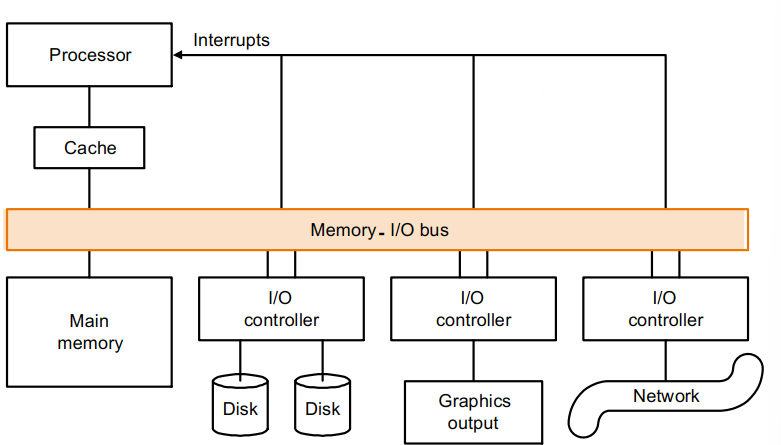 Interrupts
Processor
Cache
Memory - I/O bus
Main
memory
I/O
controller
I/O
controller
I/O
controller
Disk
Disk
Graphics
output
Network